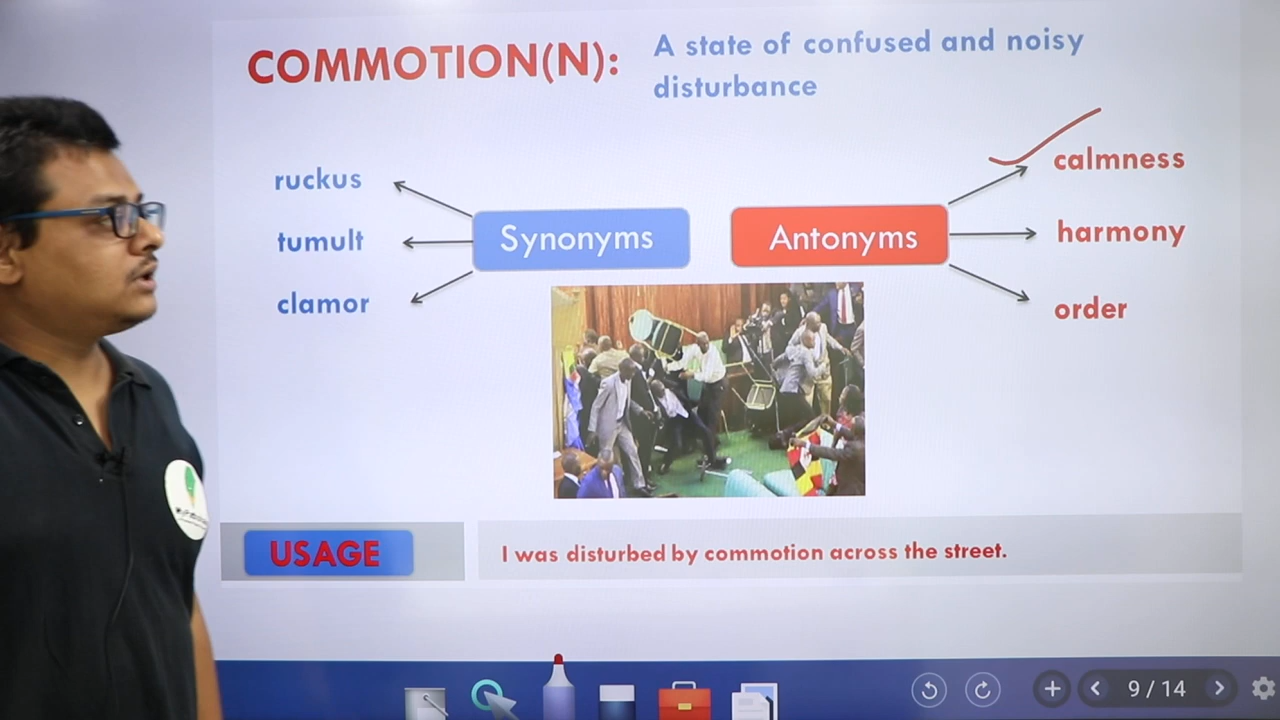 COMMOTION(N):
A state of confused and noisy
disturbance
ruckus
tumult
clamor
Synonyms
Antonyms
calmness
harmony
order
USAGE
I was disturbed by commotion across the street.
9 / 14